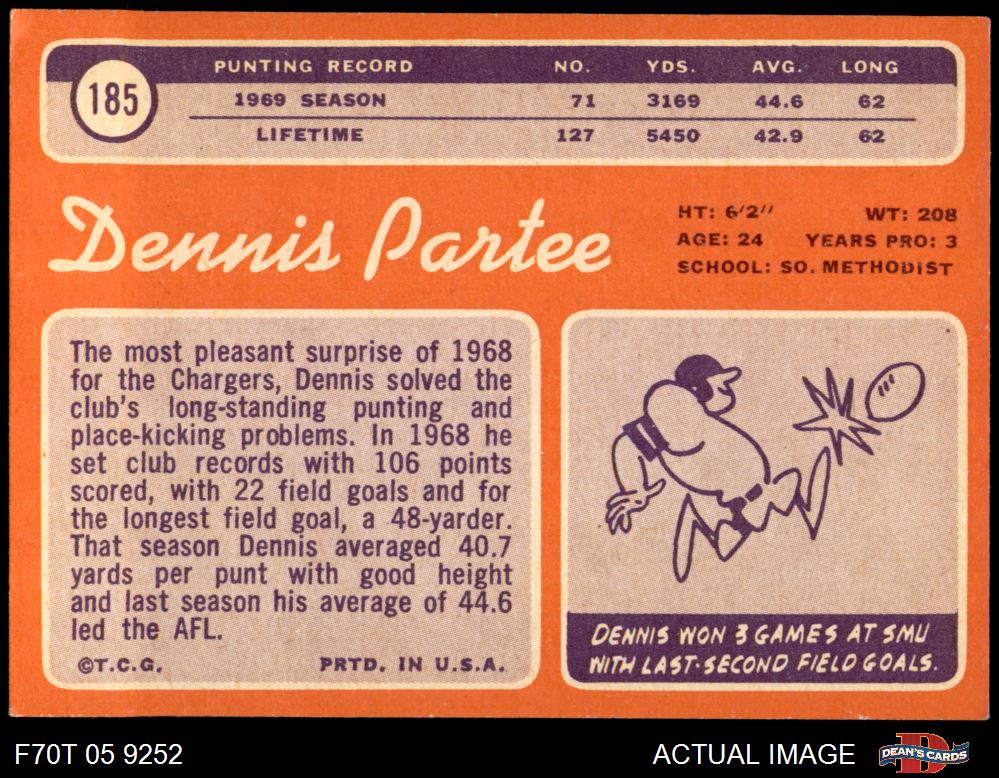 PUNTING RECORD NO. YDS. AVG. LONG
185
1969 SEASON 71 3169 44.6 62
LIFETIME 127 5450 42.9 62
Dennis Partee
HT: 6'2" WT: 208
AGE: 24 YEARS PRO: 3
SCHOOL: SO. METHODIST
The most pleasant surprise of 1968
for the Chargers, Dennis solved the
club's long-standing punting and
place-kicking problems. In 1968 he
set club records with 106 points
scored, with 22 field goals and for
the longest field goal, a 48-yarder.
That season Dennis averaged 40.7
yards per punt with good height
and last season his average of 44.6
led the AFL.
©T.C.G. PRTD. IN U.S.A.
DENNIS WON 3 GAMES AT SMU
WITH LAST-SECOND FIELD GOALS.
F70T 05 9252 ACTUAL IMAGE D DEAN'S CARDS